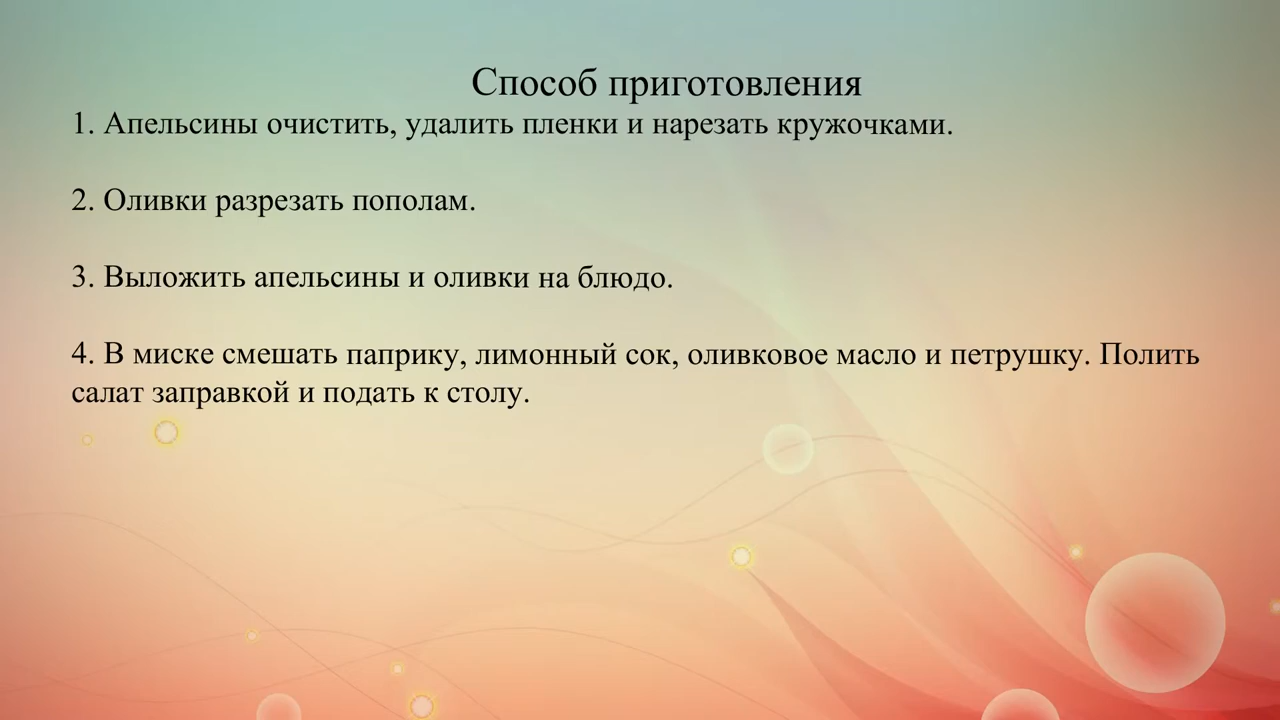 Способ приготовления
1. Апельсины очистить, удалить пленки и нарезать кружочками.
2. Оливки разрезать пополам.
3. Выложить апельсины и оливки на блюдо.
4. В миске смешать паприку, лимонный сок, оливковое масло и петрушку. Полить
салат заправкой и подать к столу.